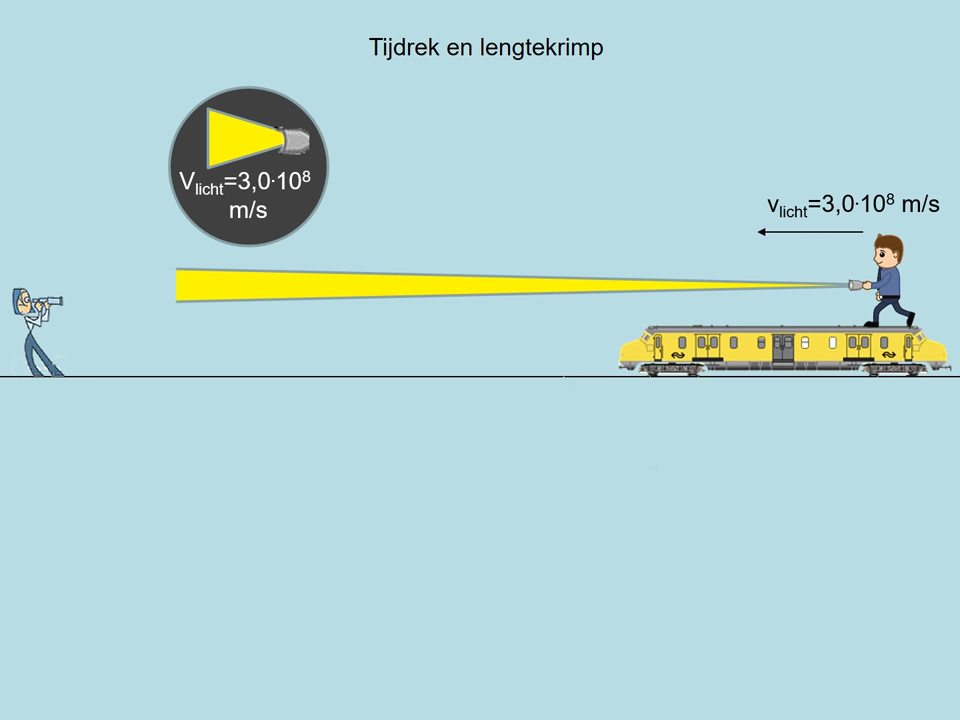 Tijdrek en lengtekrimp
Vlicht=3,0·10⁸
m/s
vlicht=3,0·10⁸ m/s